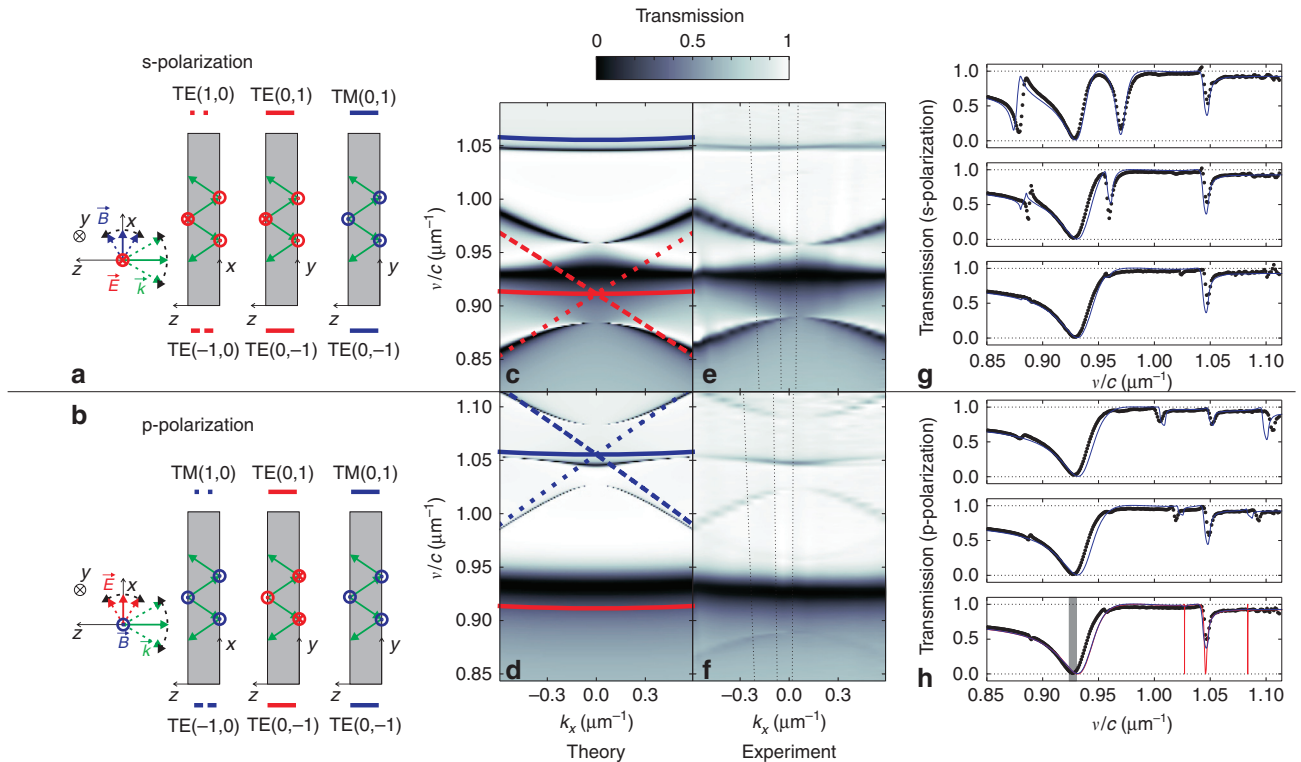 Transmission
0 0.5 1
s-polarization
TE(1,0) TE(0,1) TM(0,1)
y B x
z E k
x y y
z z z
TE(−1,0) TE(0,−1) TE(0,−1)
a
ν/c (μm⁻¹)
1.05
1.00
0.95
0.90
0.85
c e
Transmission (s-polarization)
1.0
0.5
0.0
1.0
0.5
0.0
1.0
0.5
0.0
0.85 0.90 0.95 1.00 1.05 1.10
g ν/c (μm⁻¹)
b
p-polarization
TM(1,0) TE(0,1) TM(0,1)
y E x
z B k
x y y
z z z
TE(−1,0) TE(0,−1) TE(0,−1)
ν/c (μm⁻¹)
1.10
1.05
1.00
0.95
0.90
0.85
d f
−0.3 0.0 0.3 −0.3 0.0 0.3
kₓ (μm⁻¹) kₓ (μm⁻¹)
Theory Experiment
Transmission (p-polarization)
1.0
0.5
0.0
1.0
0.5
0.0
1.0
0.5
0.0
0.85 0.90 0.95 1.00 1.05 1.10
h ν/c (μm⁻¹)